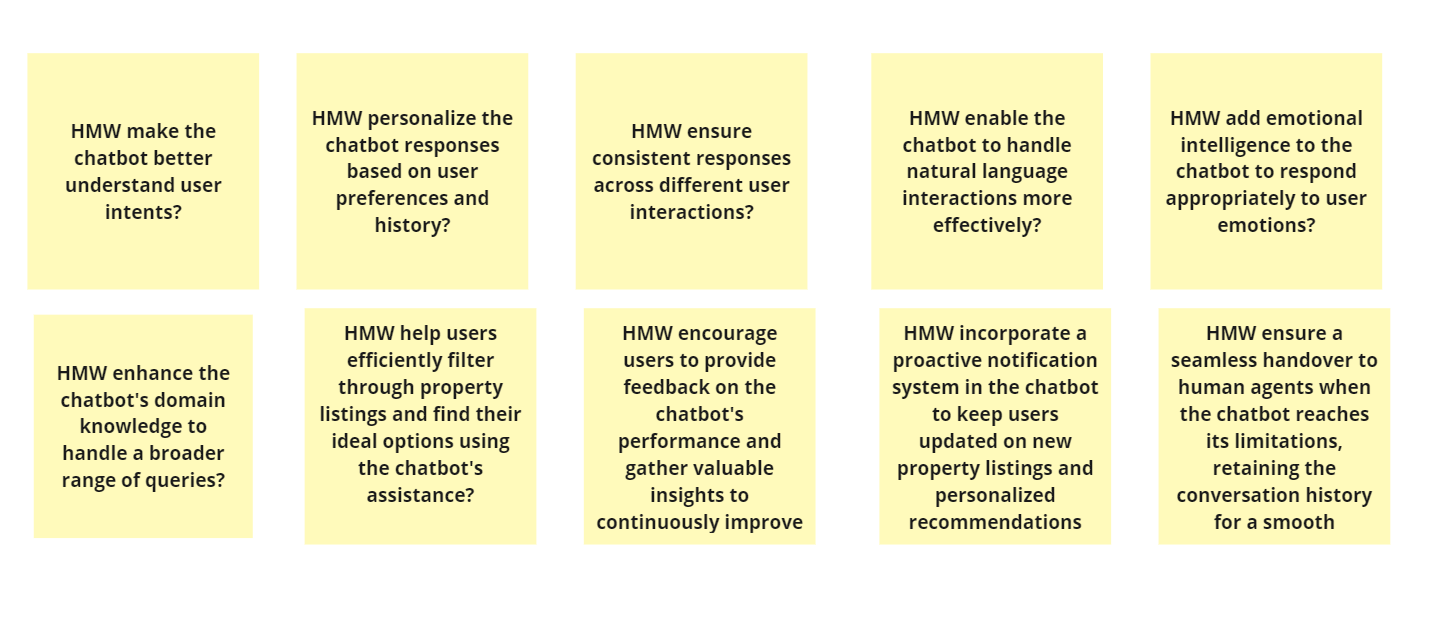 HMW make the
chatbot better
understand user
intents?
HMW personalize the
chatbot responses
based on user
preferences and
history?
HMW ensure
consistent responses
across different user
interactions?
HMW enable the
chatbot to handle
natural language
interactions more
effectively?
HMW add emotional
intelligence to the
chatbot to respond
appropriately to user
emotions?
HMW enhance the
chatbot's domain
knowledge to
handle a broader
range of queries?
HMW help users
efficiently filter
through property
listings and find their
ideal options using
the chatbot's
assistance?
HMW encourage
users to provide
feedback on the
chatbot's
performance and
gather valuable
insights to
continuously improve
HMW incorporate a
proactive notification
system in the chatbot
to keep users
updated on new
property listings and
personalized
recommendations
HMW ensure a
seamless handover to
human agents when
the chatbot reaches
its limitations,
retaining the
conversation history
for a smooth